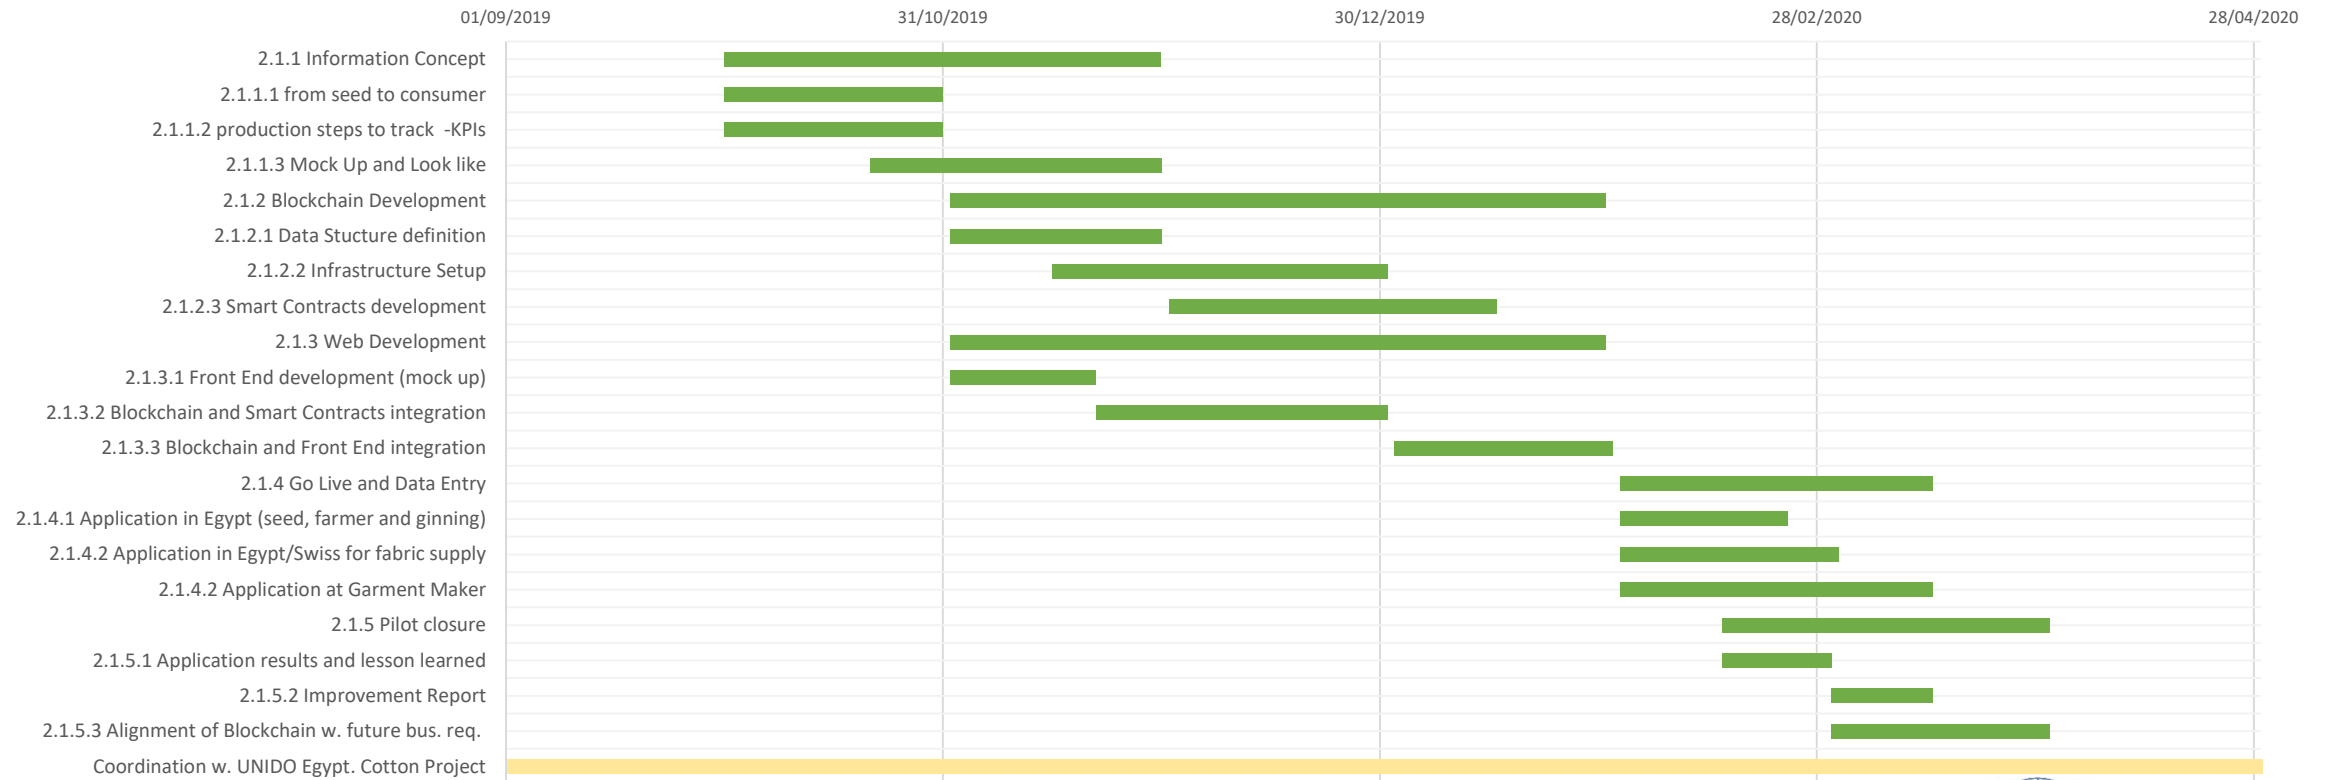 01/09/2019 31/10/2019 30/12/2019 28/02/2020 28/04/2020
2.1.1 Information Concept
2.1.1.1 from seed to consumer
2.1.1.2 production steps to track  -KPIs
2.1.1.3 Mock Up and Look like
2.1.2 Blockchain Development
2.1.2.1 Data Stucture definition
2.1.2.2 Infrastructure Setup
2.1.2.3 Smart Contracts development
2.1.3 Web Development
2.1.3.1 Front End development (mock up)
2.1.3.2 Blockchain and Smart Contracts integration
2.1.3.3 Blockchain and Front End integration
2.1.4 Go Live and Data Entry
2.1.4.1 Application in Egypt (seed, farmer and ginning)
2.1.4.2 Application in Egypt/Swiss for fabric supply
2.1.4.2 Application at Garment Maker
2.1.5 Pilot closure
2.1.5.1 Application results and lesson learned
2.1.5.2 Improvement Report
2.1.5.3 Alignment of Blockchain w. future bus. req.
Coordination w. UNIDO Egypt. Cotton Project